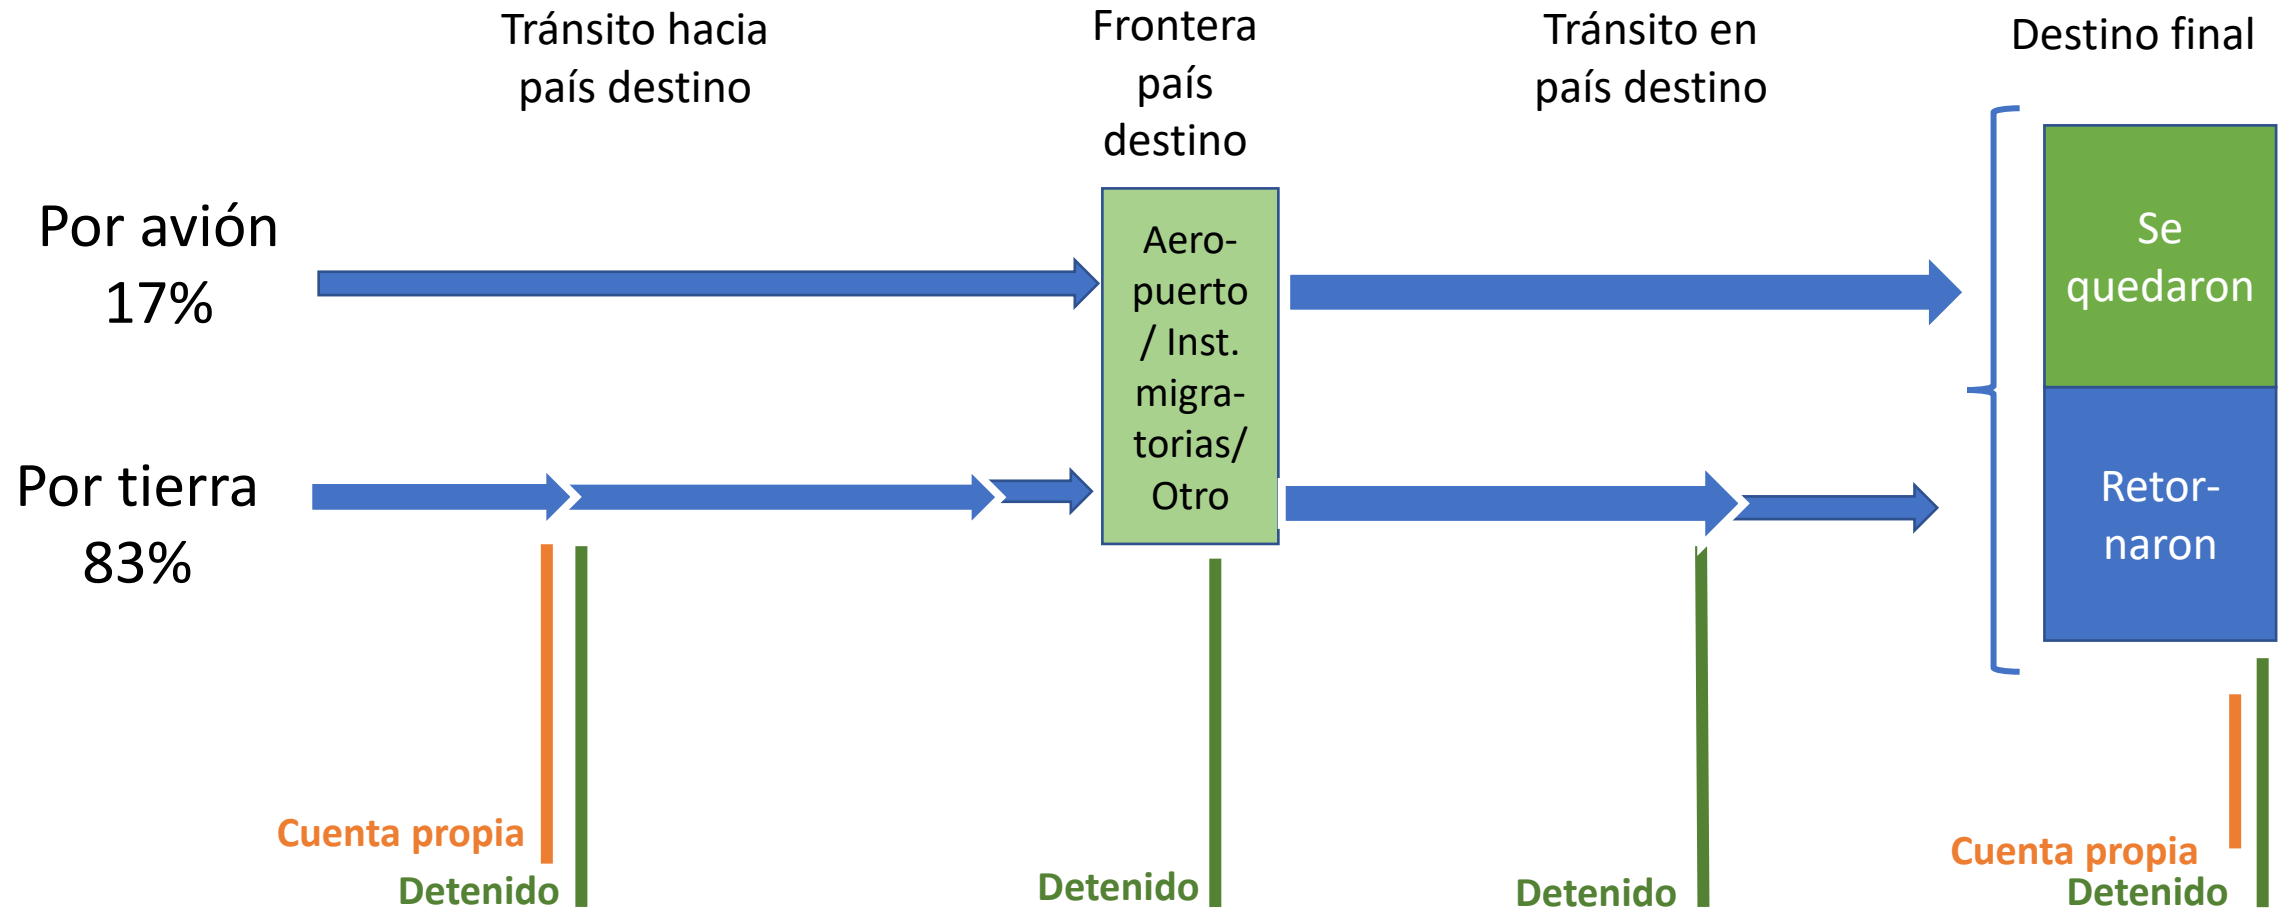 Tránsito hacia
país destino
Frontera
país
destino
Tránsito en
país destino
Destino final
Por avión
17%
Por tierra
83%
Aero-
puerto
/ Inst.
migra-
torias/
Otro
Se
quedaron
Retor-
naron
Cuenta propia
Detenido
Detenido
Detenido
Cuenta propia
Detenido